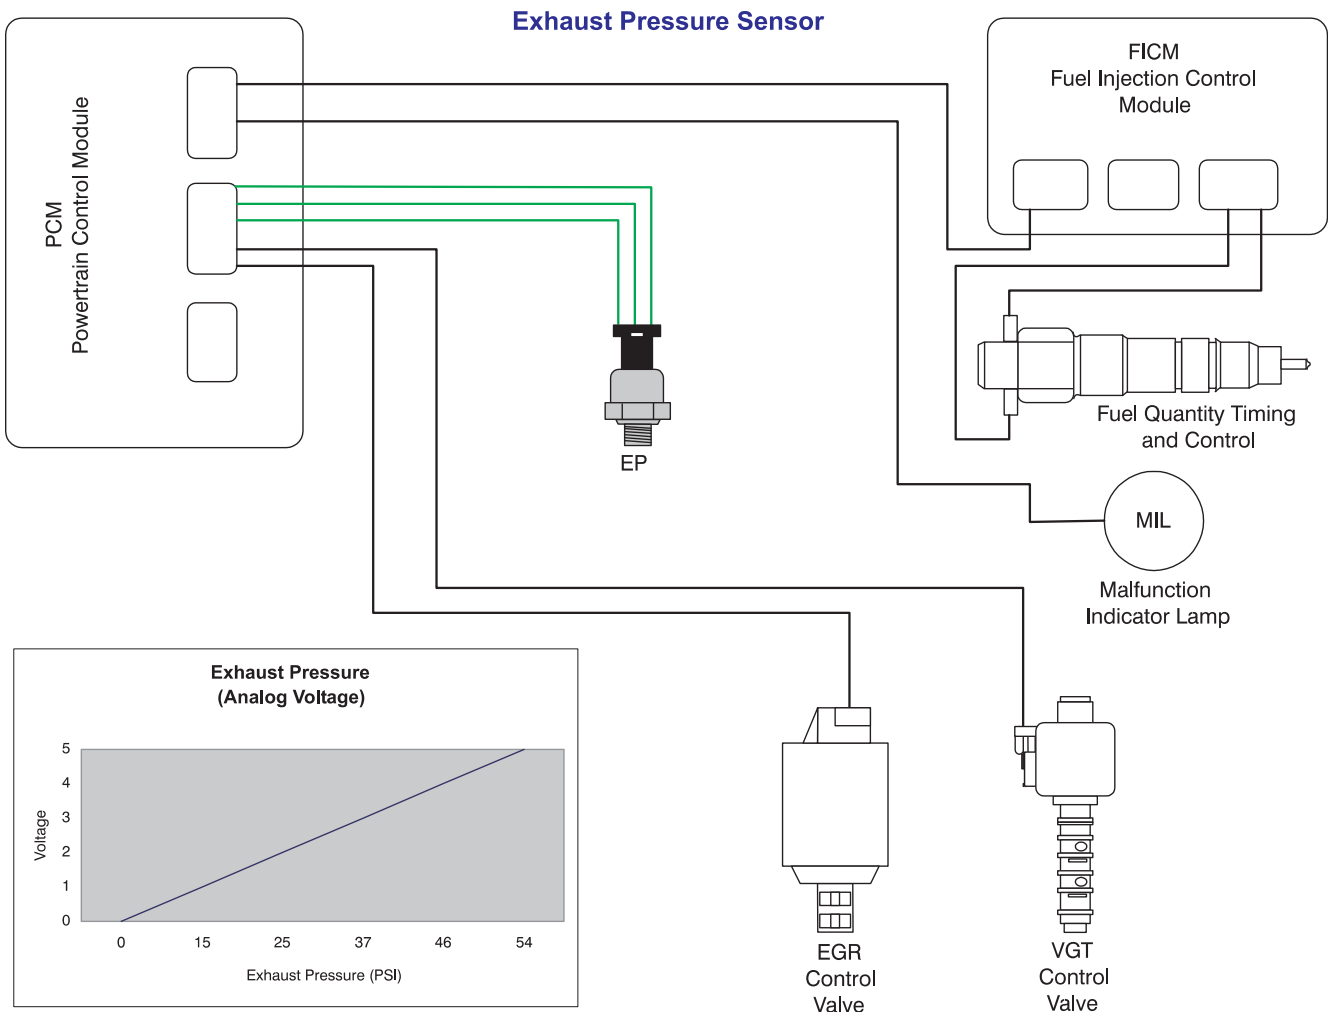 Exhaust Pressure Sensor
PCM
Powertrain Control Module
FICM
Fuel Injection Control
Module
Fuel Quantity Timing
and Control
EP
MIL
Malfunction
Indicator Lamp
Exhaust Pressure
(Analog Voltage)
Voltage
5
4
3
2
1
0
0 15 25 37 46 54
Exhaust Pressure (PSI)
EGR
Control
Valve
VGT
Control
Valve